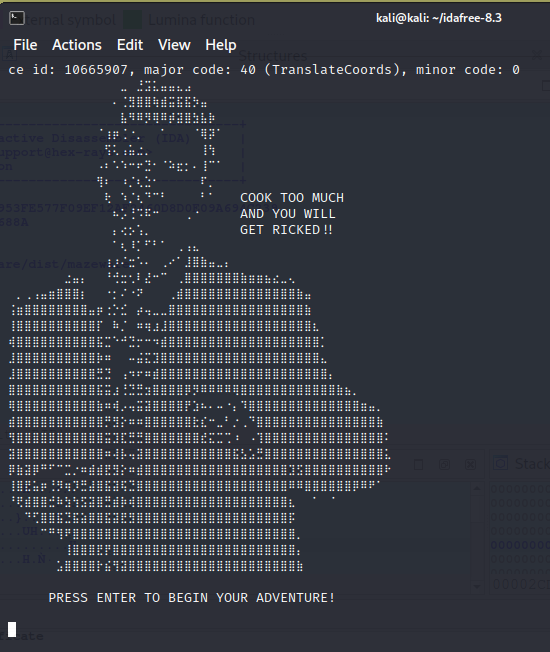 kali@kali: ~/idafree-8.3
File Actions Edit View Help
ce id: 10665907, major code: 40 (TranslateCoords), minor code: 0
COOK TOO MUCH
AND YOU WILL
GET RICKED‼
PRESS ENTER TO BEGIN YOUR ADVENTURE!